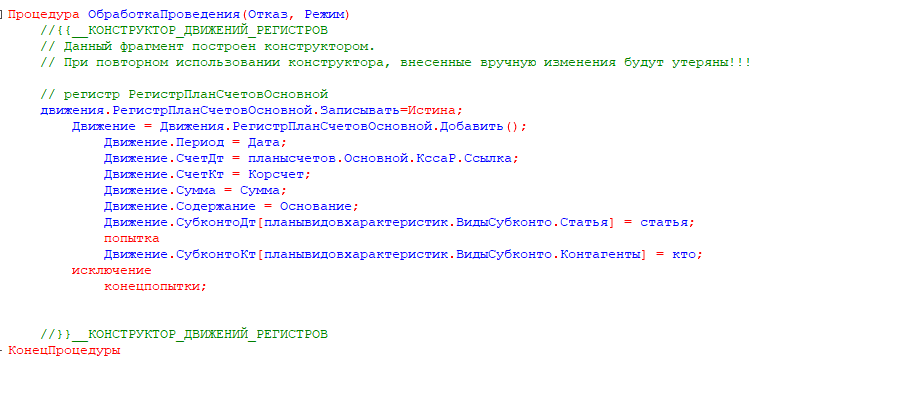 Процедура ОбработкаПроведения(Отказ, Режим)
//{{__КОНСТРУКТОР_ДВИЖЕНИЙ_РЕГИСТРОВ
// Данный фрагмент построен конструктором.
// При повторном использовании конструктора, внесенные вручную изменения будут утеряны!!!
// регистр РегистрПланСчетовОсновной
движения.РегистрПланСчетовОсновной.Записывать=Истина;
Движение = Движения.РегистрПланСчетовОсновной.Добавить();
Движение.Период = Дата;
Движение.СчетДт = планысчетов.Основной.КссаР.Ссылка;
Движение.СчетКт = Корсчет;
Движение.Сумма = Сумма;
Движение.Содержание = Основание;
Движение.СубконтоДт[планывидовхарактеристик.ВидыСубконто.Статья] = статья;
попытка
Движение.СубконтоКт[планывидовхарактеристик.ВидыСубконто.Контагенты] = кто;
исключение
конецпопытки;
//}}__КОНСТРУКТОР_ДВИЖЕНИЙ_РЕГИСТРОВ
КонецПроцедуры